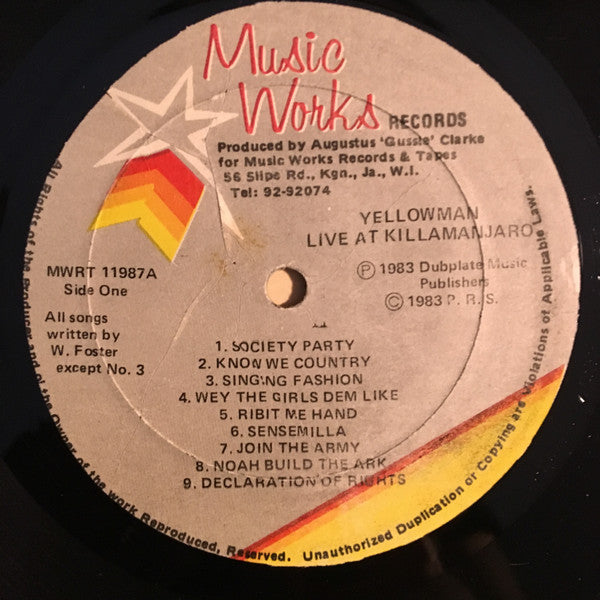 Music
Works RECORDS
Produced by Augustus 'Gussie' Clarke
for Music Works Records & Tapes
56 Slipe Rd., Kgn., Ja., W.I.
Tel: 92-92074
YELLOWMAN
LIVE AT KILLAMANJARO
MWRT 11987A
Side One
Ⓟ 1983 Dubplate Music
Publishers
© 1983 P. R. S.
All songs
written by
W. Foster
except No. 3
1. SOCIETY PARTY
2. KNOW WE COUNTRY
3. SINGING FASHION
4. WEY THE GIRLS DEM LIKE
5. RIBIT ME HAND
6. SENSEMILLA
7. JOIN THE ARMY
8. NOAH BUILD THE ARK
9. DECLARATION OF RIGHTS
All Rights of the Producer and of the Owner of the work Reproduced, Reserved. Unauthorized Duplication or Copying are Violations of Applicable Laws.